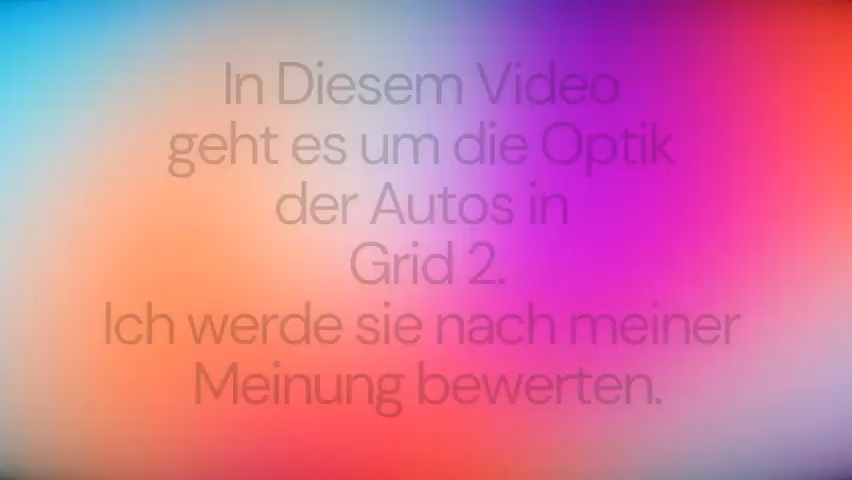 In Diesem Video
geht es um die Optik
der Autos in
Grid 2.
Ich werde sie nach meiner
Meinung bewerten.